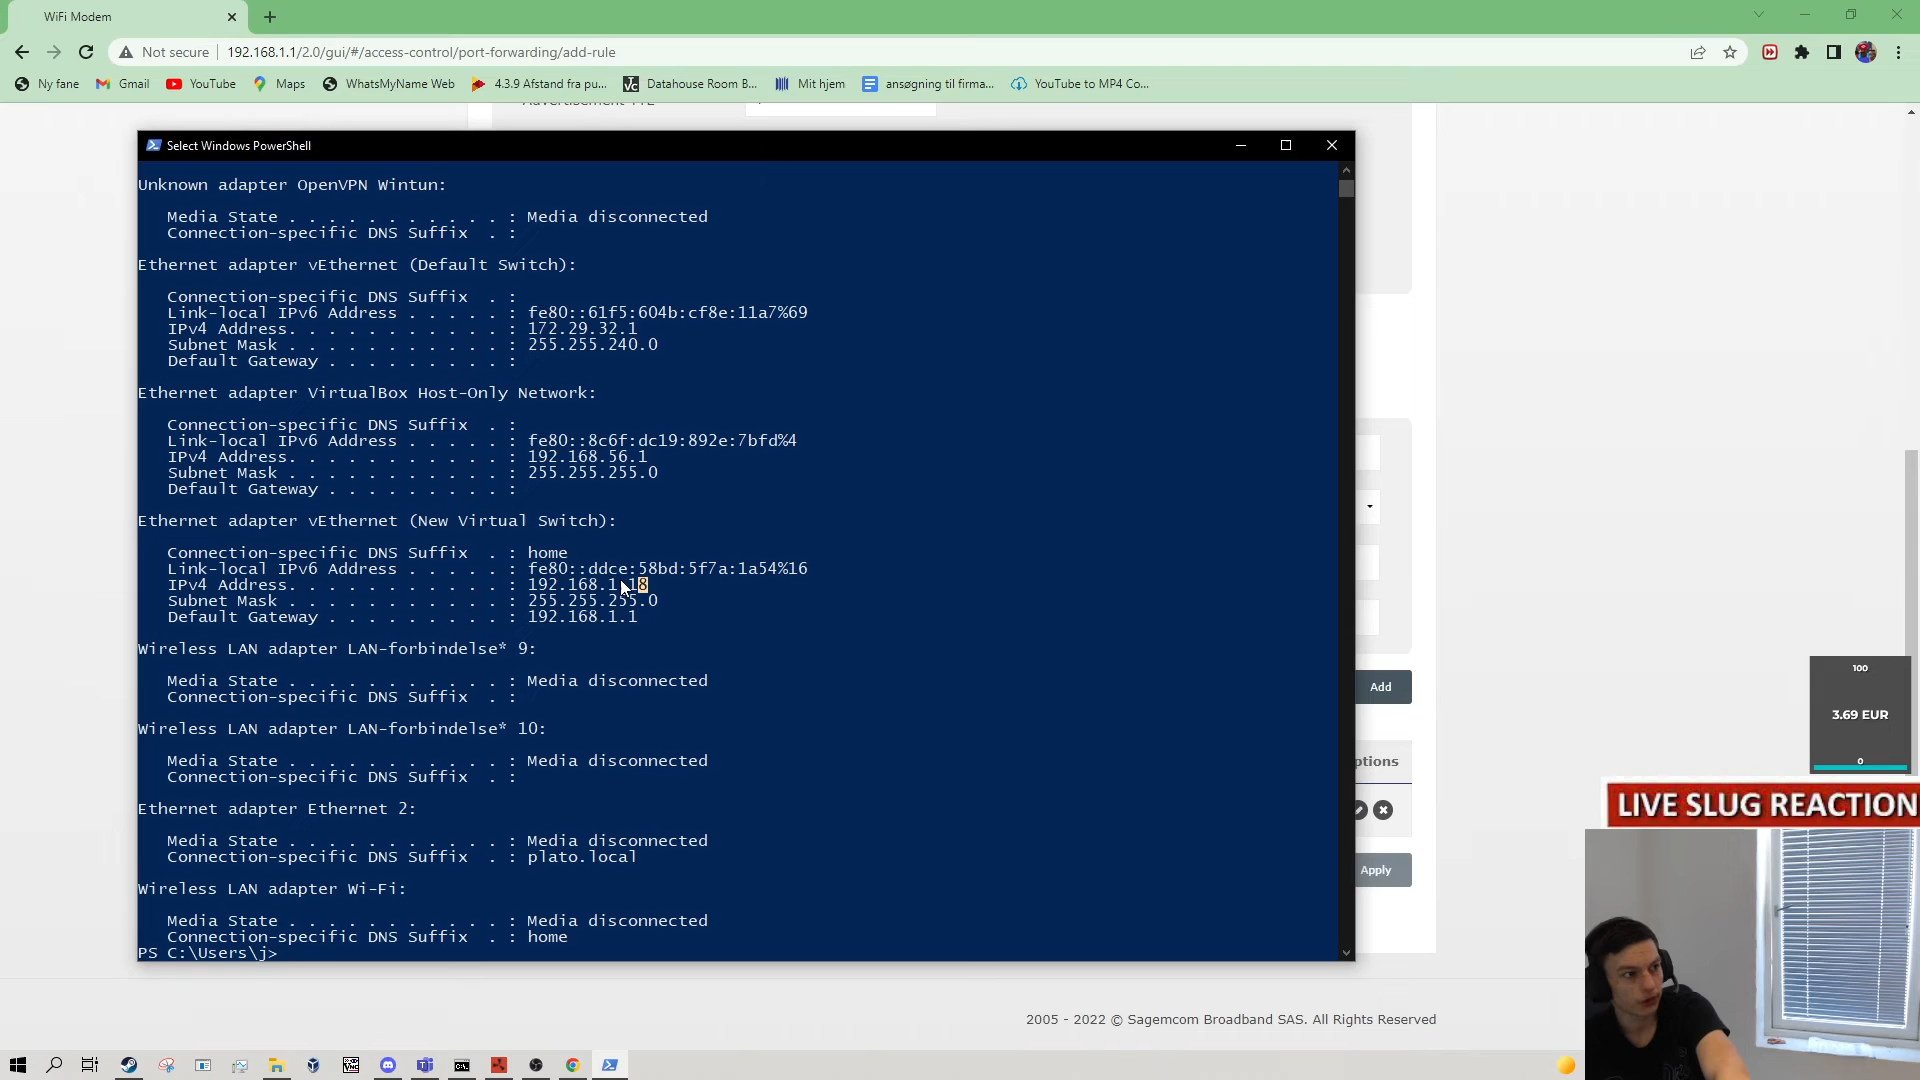 WiFi Modem
Not secure
192.168.1.1/2.0/gui/#/access-control/port-forwarding/add-rule
Ny fane
Gmail
YouTube
Maps
WhatsMyName Web
4.3.9 Afstand fra pu...
Datahouse Room B...
Mit hjem
ansøgning til firma...
YouTube to MP4 Co...
Select Windows PowerShell
Unknown adapter OpenVPN Wintun:
Media State . . . . . . . . . . . : Media disconnected
Connection-specific DNS Suffix . :
Ethernet adapter vEthernet (Default Switch):
Connection-specific DNS Suffix . :
Link-local IPv6 Address . . . . . : fe80::61f5:604b:cf8e:11a7%69
IPv4 Address. . . . . . . . . . . : 172.29.32.1
Subnet Mask . . . . . . . . . . . : 255.255.240.0
Default Gateway . . . . . . . . . :
Ethernet adapter VirtualBox Host-Only Network:
Connection-specific DNS Suffix . :
Link-local IPv6 Address . . . . . : fe80::8c6f:dc19:892e:7bfd%4
IPv4 Address. . . . . . . . . . . : 192.168.56.1
Subnet Mask . . . . . . . . . . . : 255.255.255.0
Default Gateway . . . . . . . . . :
Ethernet adapter vEthernet (New Virtual Switch):
Connection-specific DNS Suffix . : home
Link-local IPv6 Address . . . . . : fe80::ddce:58bd:5f7a:1a54%16
IPv4 Address. . . . . . . . . . . : 192.168.1.18
Subnet Mask . . . . . . . . . . . : 255.255.255.0
Default Gateway . . . . . . . . . : 192.168.1.1
Wireless LAN adapter LAN-forbindelse* 9:
Media State . . . . . . . . . . . : Media disconnected
Connection-specific DNS Suffix . :
Wireless LAN adapter LAN-forbindelse* 10:
Media State . . . . . . . . . . . : Media disconnected
Connection-specific DNS Suffix . :
Ethernet adapter Ethernet 2:
Media State . . . . . . . . . . . : Media disconnected
Connection-specific DNS Suffix . : plato.local
Wireless LAN adapter Wi-Fi:
Media State . . . . . . . . . . . : Media disconnected
Connection-specific DNS Suffix . : home
PS C:\Users\j>
Add
ptions
Apply
100
3.69 EUR
0
LIVE SLUG REACTION
2005 - 2022 © Sagemcom Broadband SAS. All Rights Reserved